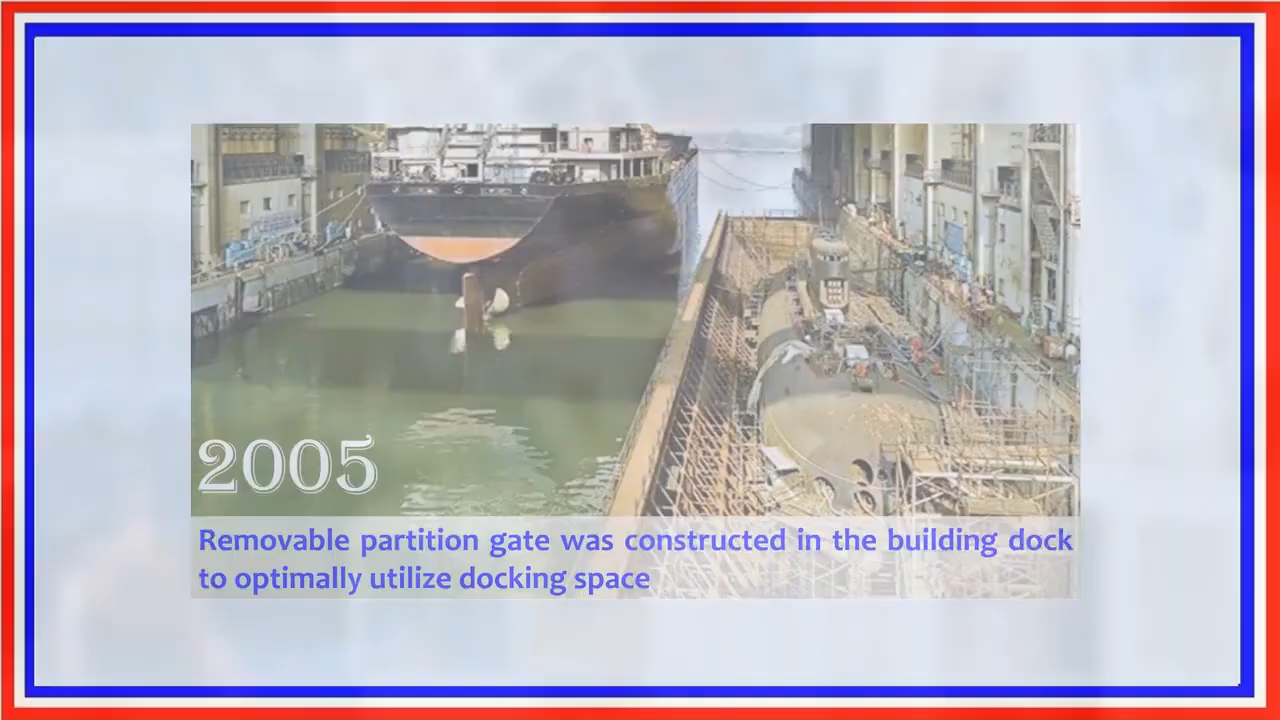 2005
Removable partition gate was constructed in the building dock
to optimally utilize docking space